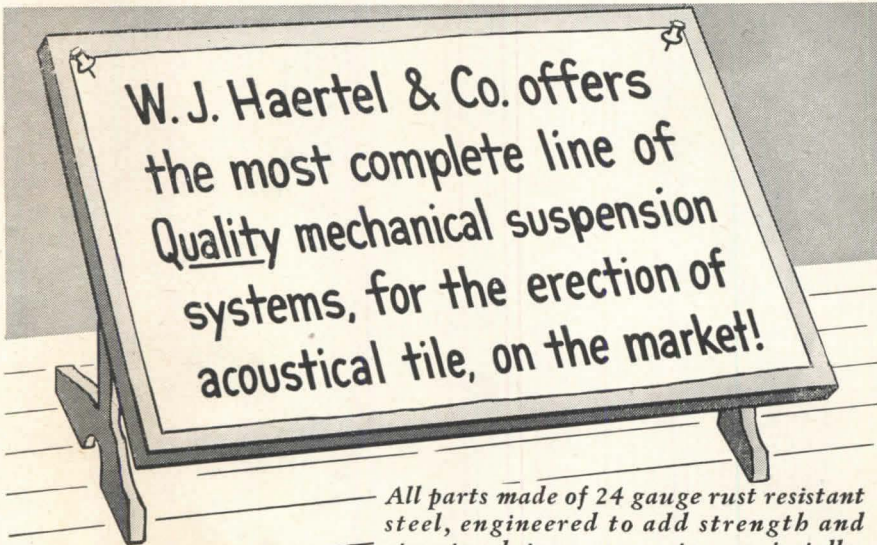 W. J. Haertel & Co. offers
the most complete line of
Quality mechanical suspension
systems, for the erection of
acoustical tile, on the market!
All parts made of 24 gauge rust resistant
steel, engineered to add strength and